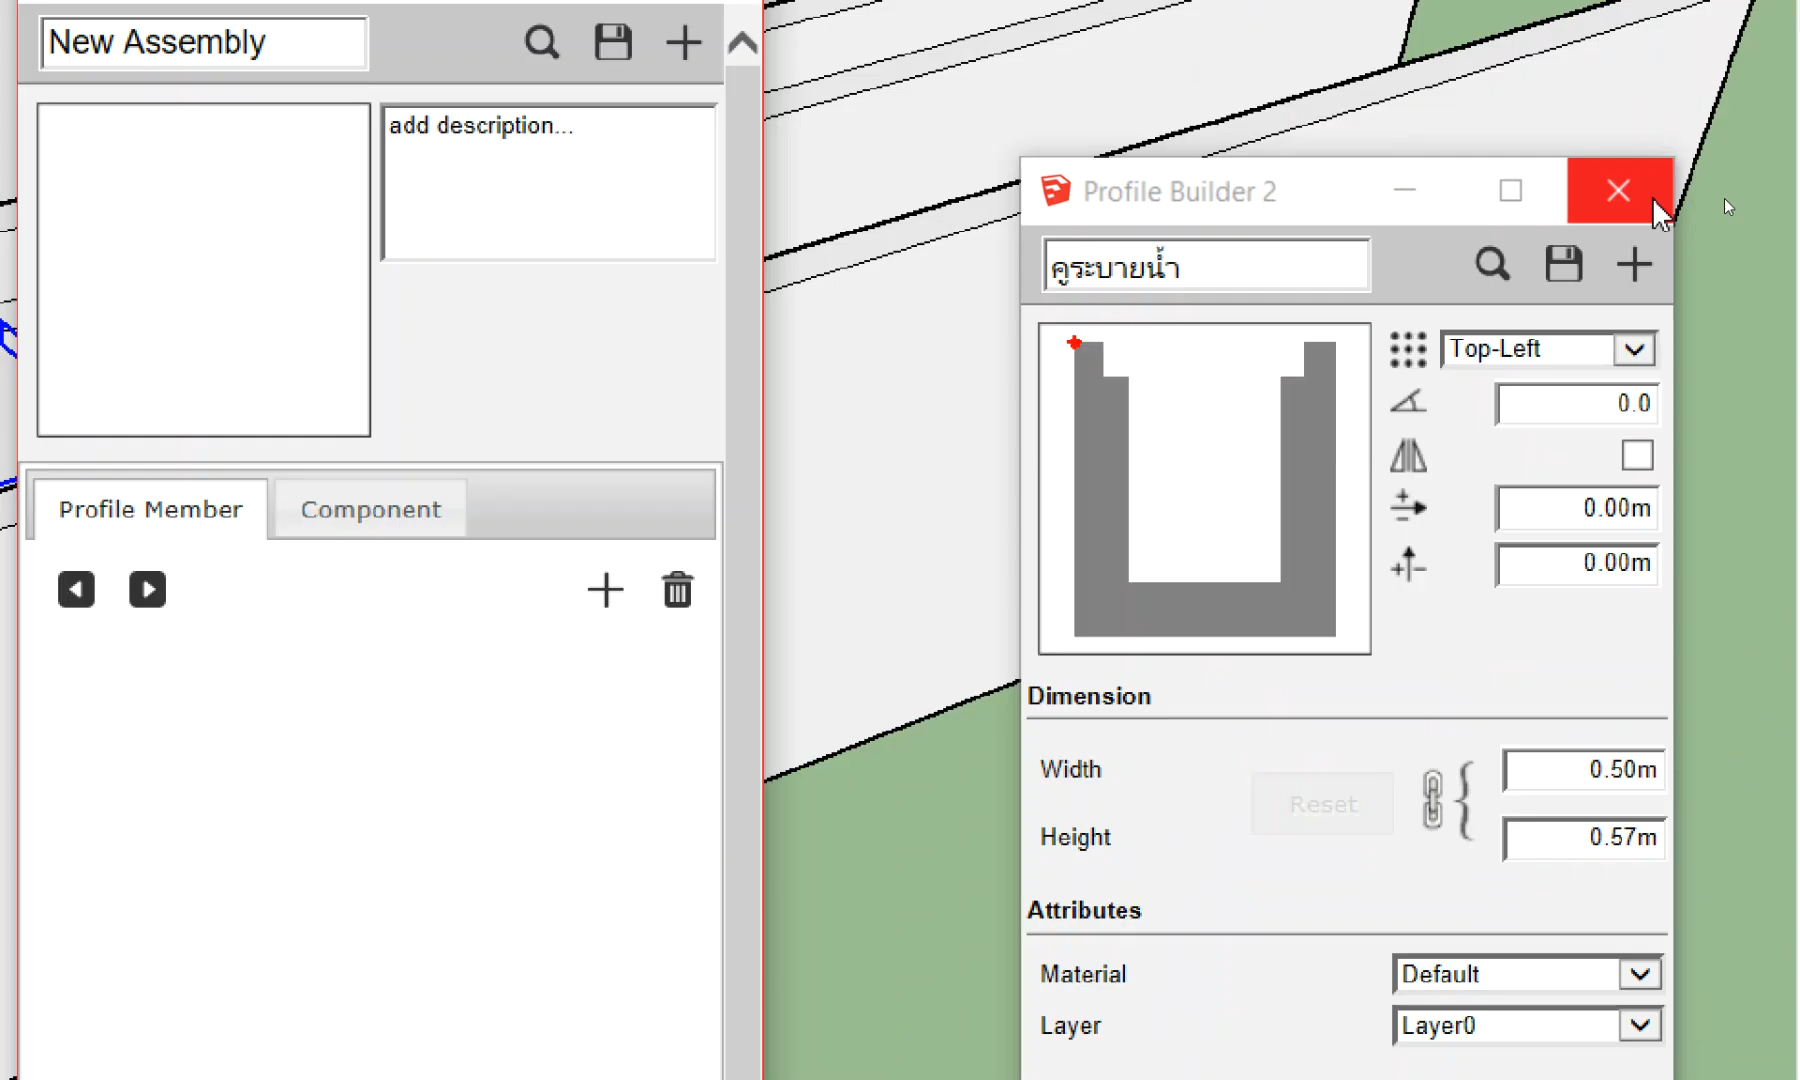 New Assembly
add description...
Profile Member
Component
Profile Builder 2
คูระบายน้ำ
Top-Left
0.0
0.00m
0.00m
Dimension
Width
0.50m
Reset
Height
0.57m
Attributes
Material
Default
Layer
Layer0